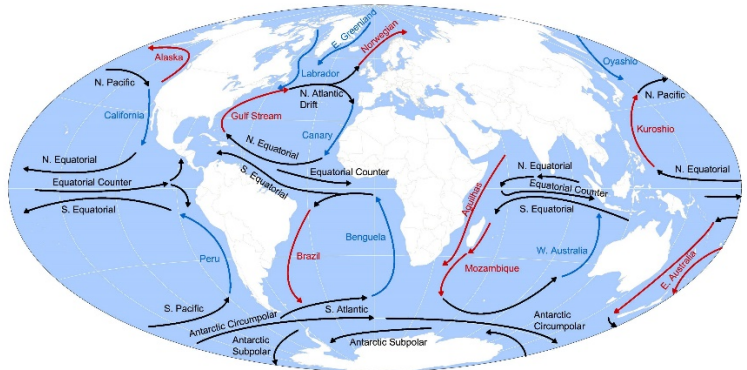 E. Greenland
Norwegian
Alaska
Oyashio
Labrador
N. Pacific
N. Atlantic
Drift
N. Pacific
California
Gulf Stream
Canary
Kuroshio
N. Equatorial
N. Equatorial
Equatorial Counter
N. Equatorial
N. Equatorial
Equatorial Counter
S. Equatorial
Equatorial Counter
S. Equatorial
Agulhas
S. Equatorial
Peru
Brazil
Benguela
W. Australia
Mozambique
E. Australia
S. Pacific
S. Atlantic
Antarctic Circumpolar
Antarctic
Circumpolar
Antarctic
Subpolar
Antarctic Subpolar